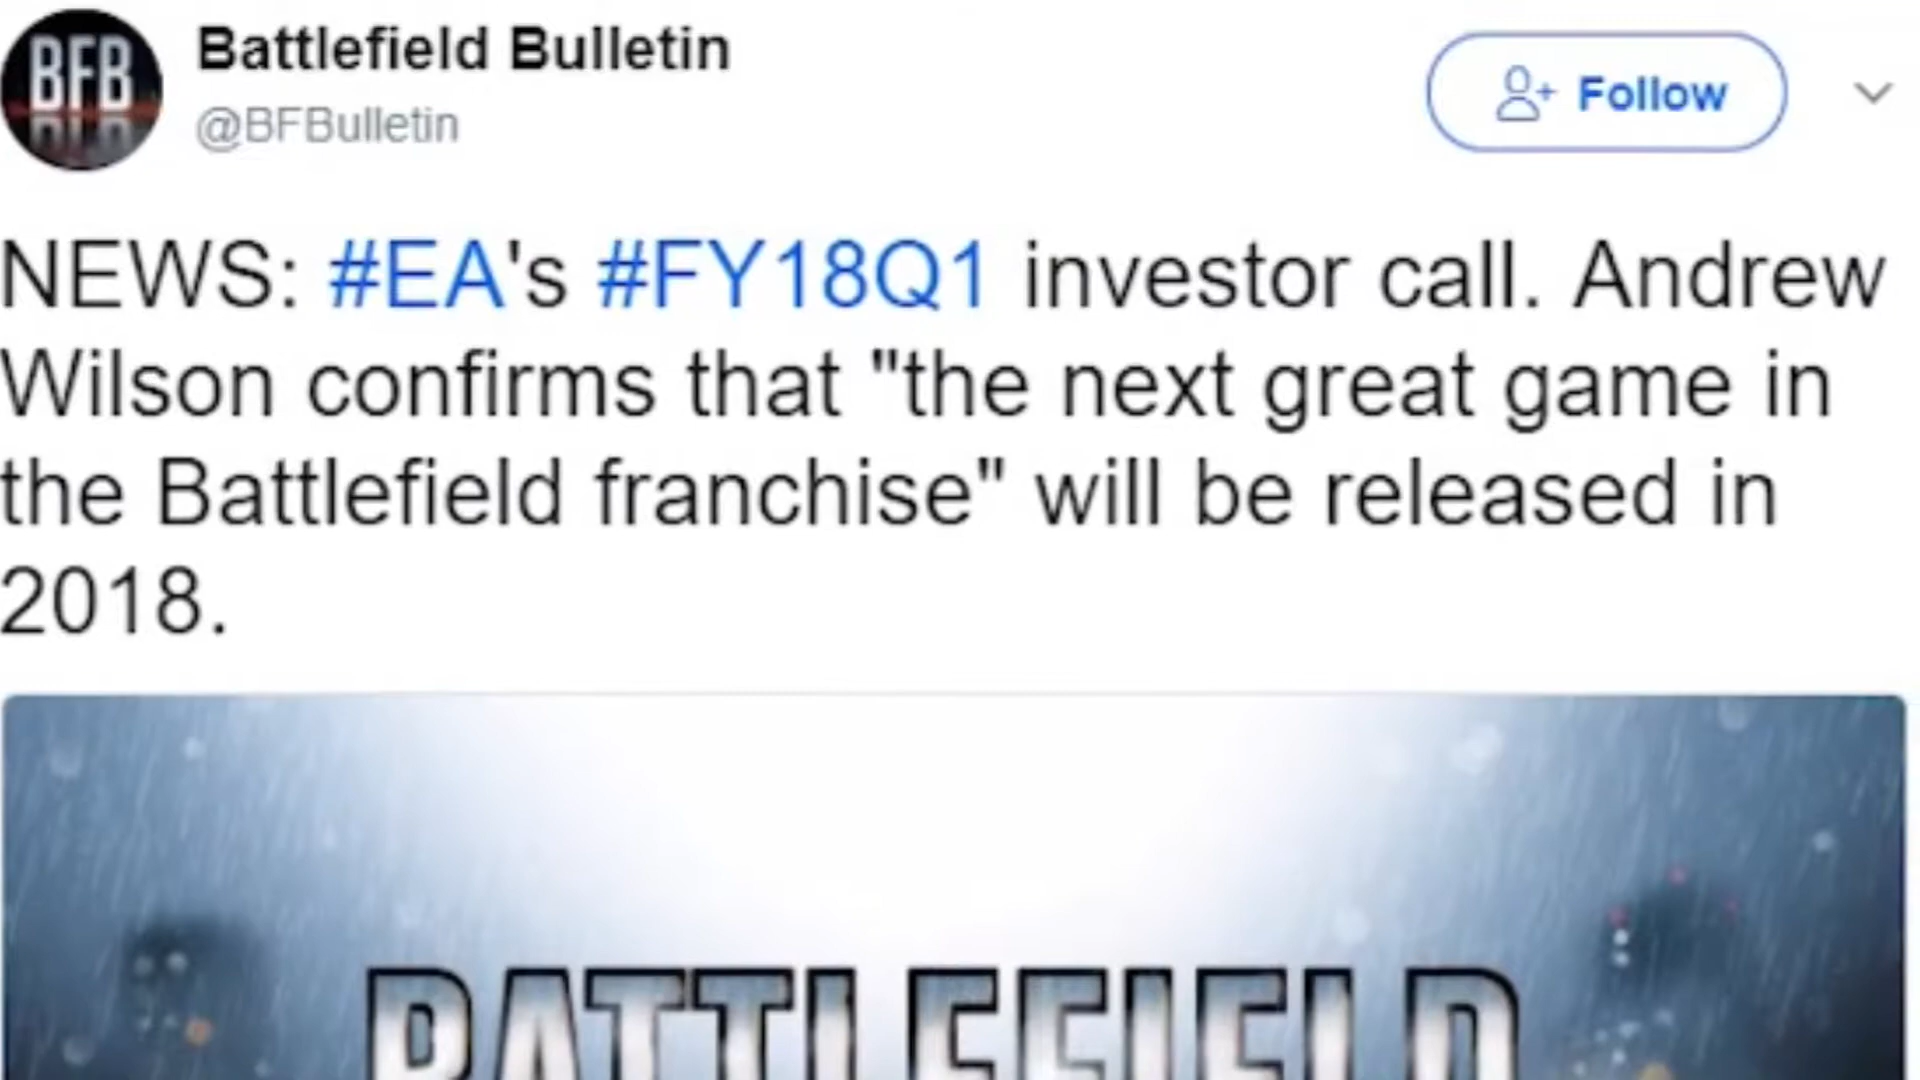 BFB
Battlefield Bulletin
@BFBulletin
Follow
NEWS: #EA's #FY18Q1 investor call. Andrew
Wilson confirms that "the next great game in
the Battlefield franchise" will be released in
2018.
BATTLEFIELD